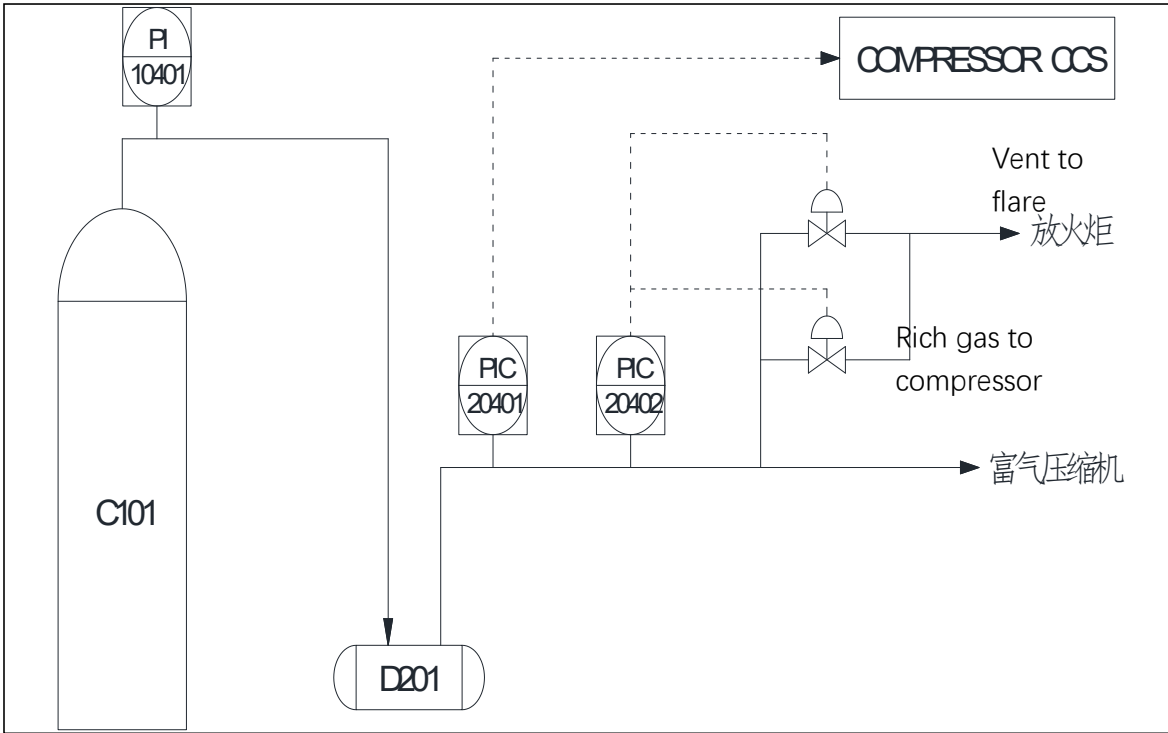 PI
10401
COMPRESSOR CCS
Vent to
flare
放火炬
PIC
20401
PIC
20402
Rich gas to
compressor
富气压缩机
C101
D201